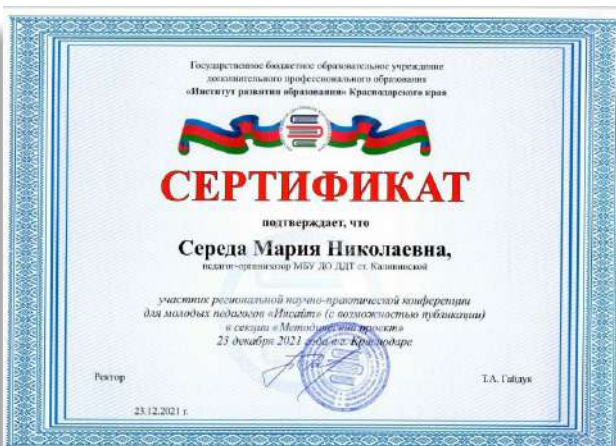 Государственное бюджетное образовательное учреждение
дополнительного профессионального образования
«Институт развития образования» Краснодарского края
СЕРТИФИКАТ
подтверждает, что
Середа Мария Николаевна,
педагог-организатор МБУ ДО ДДТ ст. Калининской
участник региональной научно-практической конференции
для молодых педагогов «Инсайт» (с возможностью публикации)
в секции «Методический проект»
23 декабря 2021 года в г. Краснодаре
Ректор
Т.А. Гайдук
23.12.2021 г.